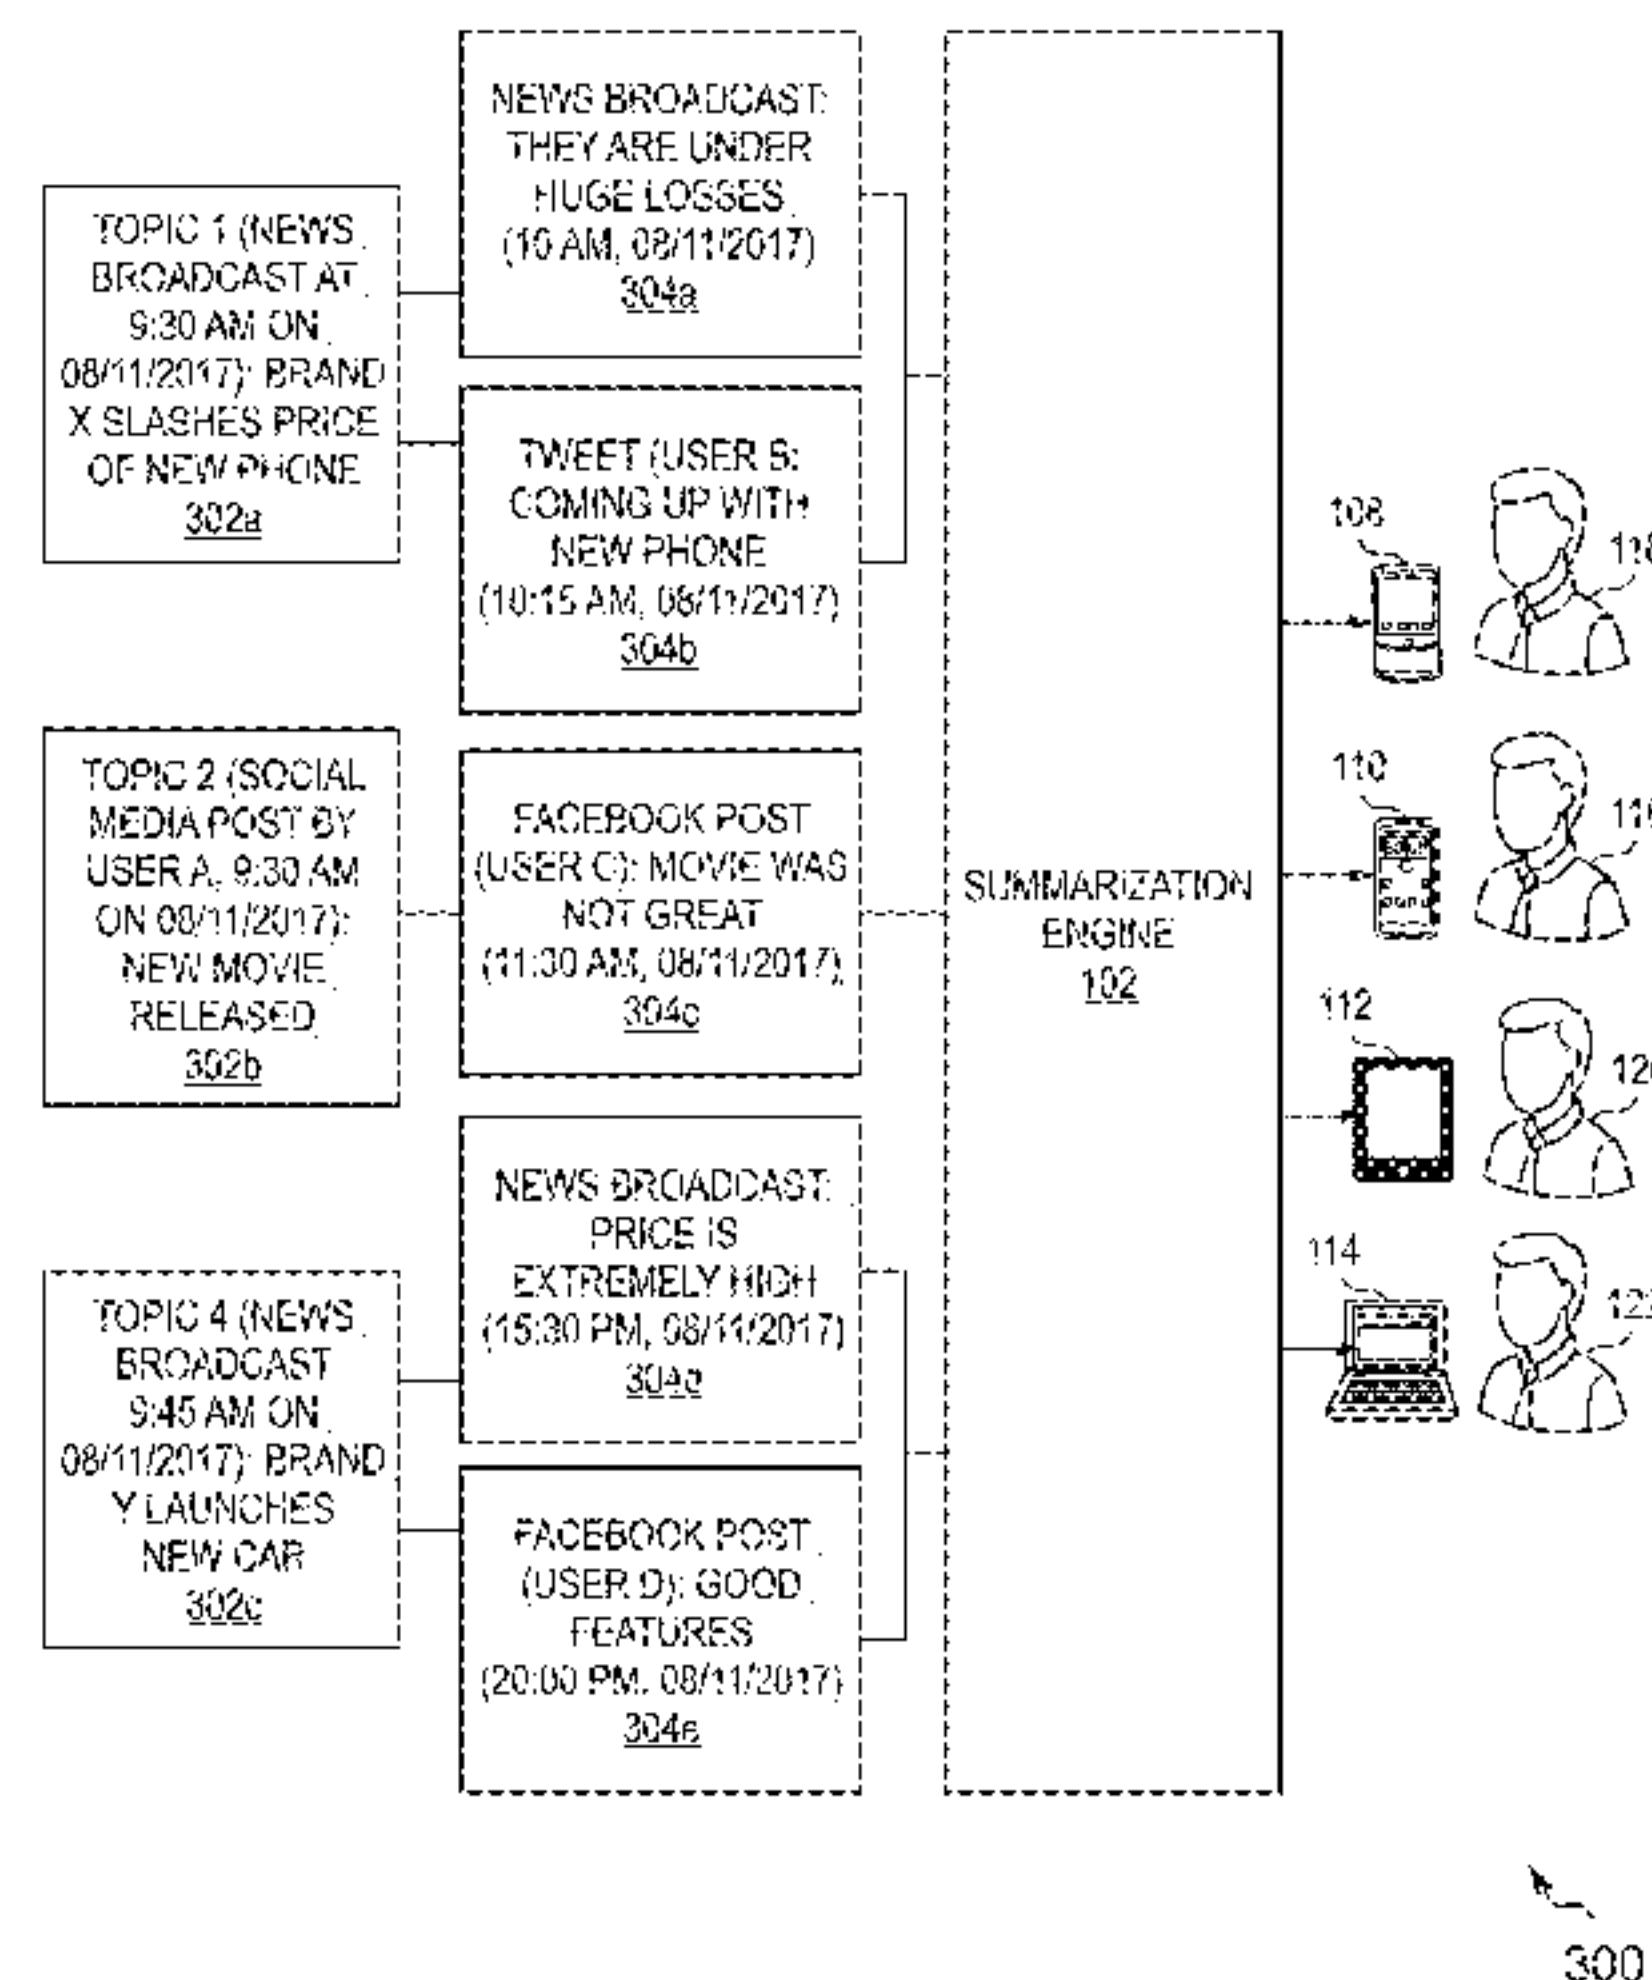 TOPIC 1 (NEWS
BROADCAST AT
9:30 AM ON
08/11/2017): BRAND
X SLASHES PRICE
OF NEW PHONE
302a
NEWS BROADCAST:
THEY ARE UNDER
HUGE LOSSES
(10 AM, 08/11/2017)
304a
TWEET (USER B:
COMING UP WITH
NEW PHONE
(10:15 AM, 08/11/2017)
304b
TOPIC 2 (SOCIAL
MEDIA POST BY
USER A, 9:30 AM
ON 08/11/2017):
NEW MOVIE
RELEASED
302b
FACEBOOK POST
(USER C): MOVIE WAS
NOT GREAT
(11:30 AM, 08/11/2017)
304c
TOPIC 4 (NEWS
BROADCAST
9:45 AM ON
08/11/2017): BRAND
Y LAUNCHES
NEW CAR
302c
NEWS BROADCAST:
PRICE IS
EXTREMELY HIGH
(15:30 PM, 08/11/2017)
304d
FACEBOOK POST
(USER D): GOOD
FEATURES
(20:00 PM, 08/11/2017)
304e
SUMMARIZATION
ENGINE
102
108
110
112
114
300